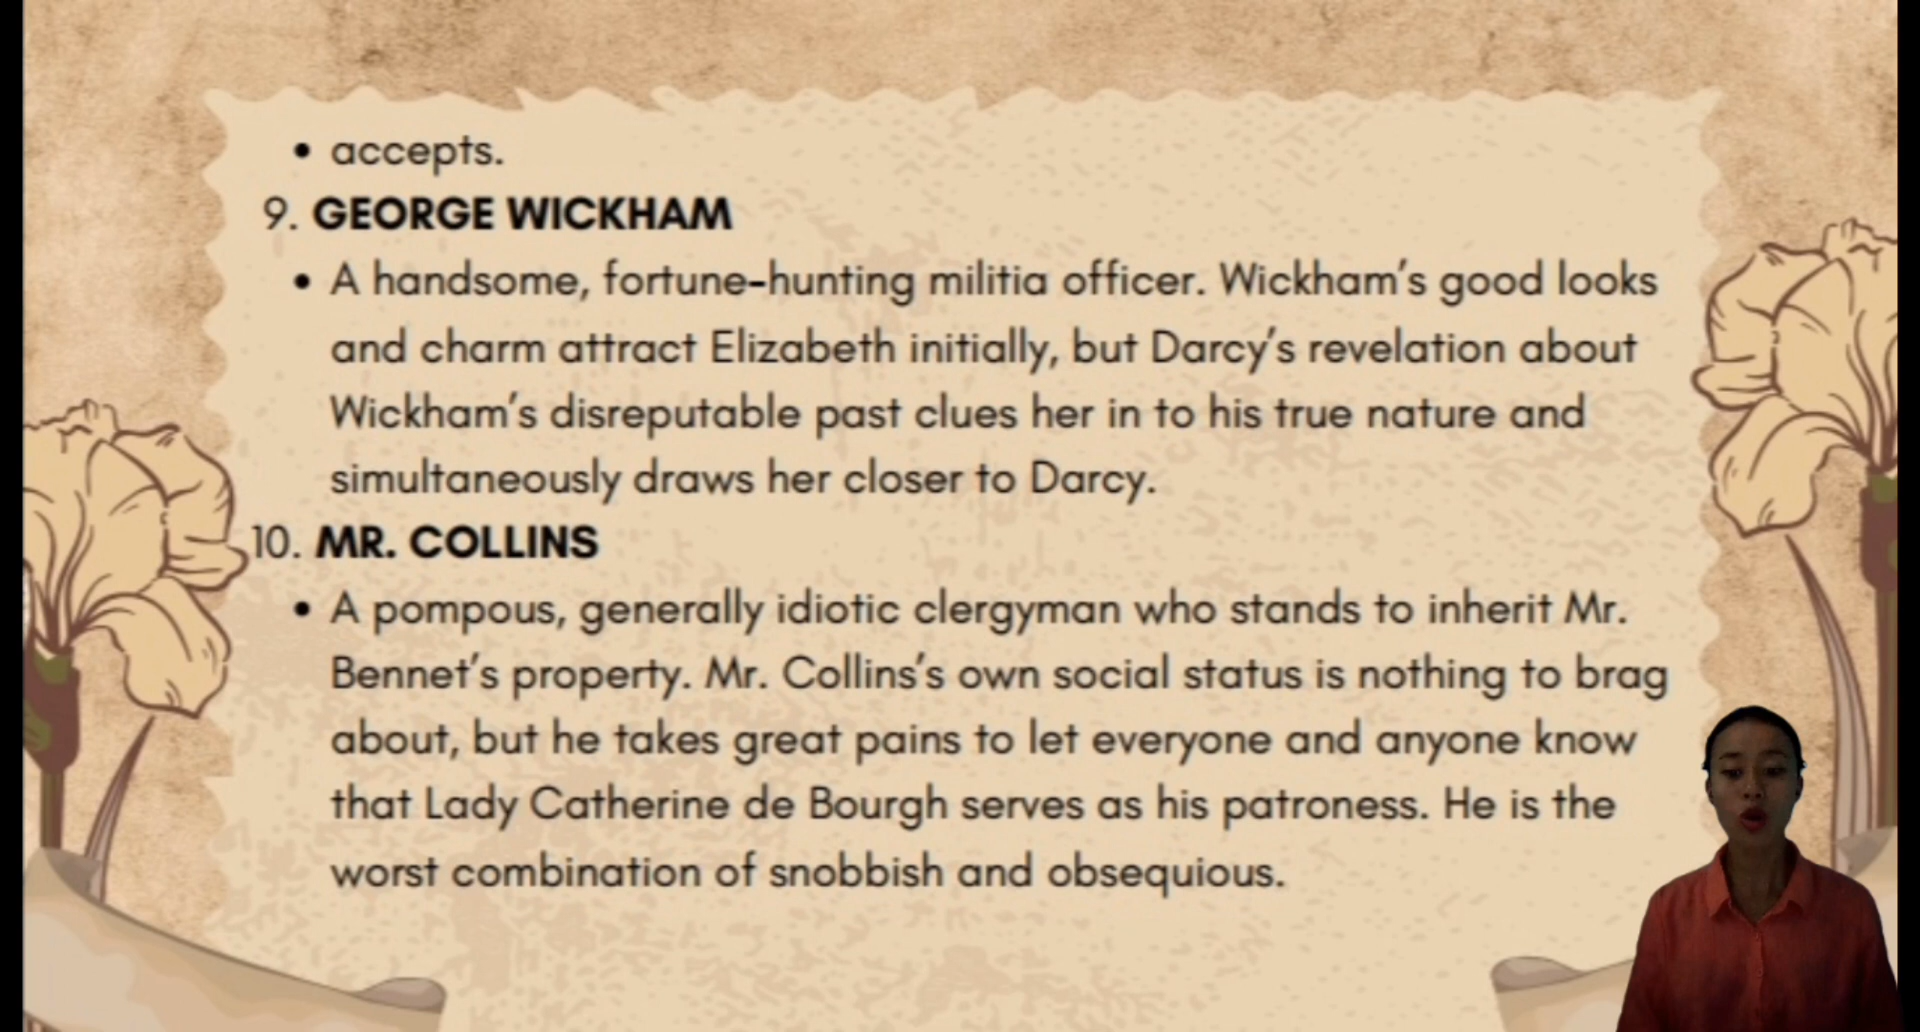 • accepts.
9. GEORGE WICKHAM
• A handsome, fortune-hunting militia officer. Wickham's good looks
and charm attract Elizabeth initially, but Darcy's revelation about
Wickham's disreputable past clues her in to his true nature and
simultaneously draws her closer to Darcy.
10. MR. COLLINS
• A pompous, generally idiotic clergyman who stands to inherit Mr.
Bennet's property. Mr. Collins's own social status is nothing to brag
about, but he takes great pains to let everyone and anyone know
that Lady Catherine de Bourgh serves as his patroness. He is the
worst combination of snobbish and obsequious.